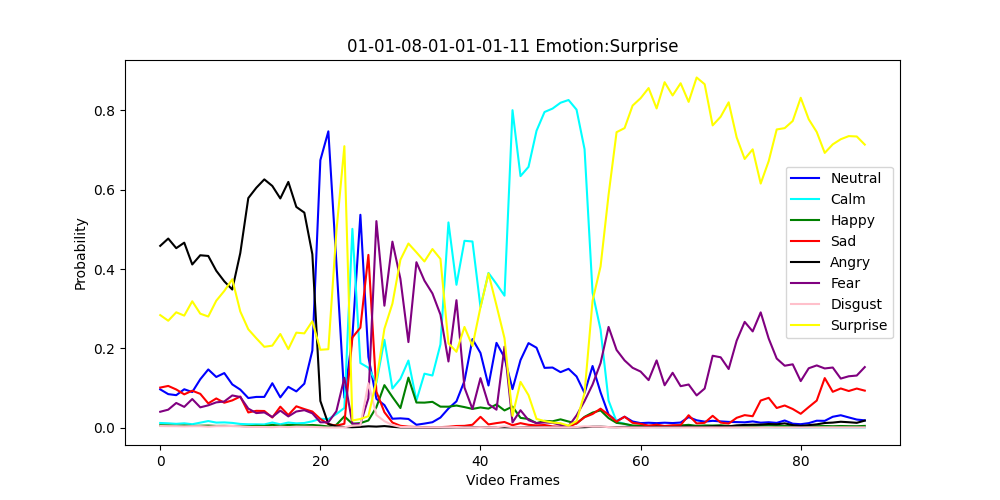 01-01-08-01-01-01-11 Emotion:Surprise
Probability
0.8
0.6
0.4
0.2
0.0
0
20
40
60
80
Video Frames
Neutral
Calm
Happy
Sad
Angry
Fear
Disgust
Surprise